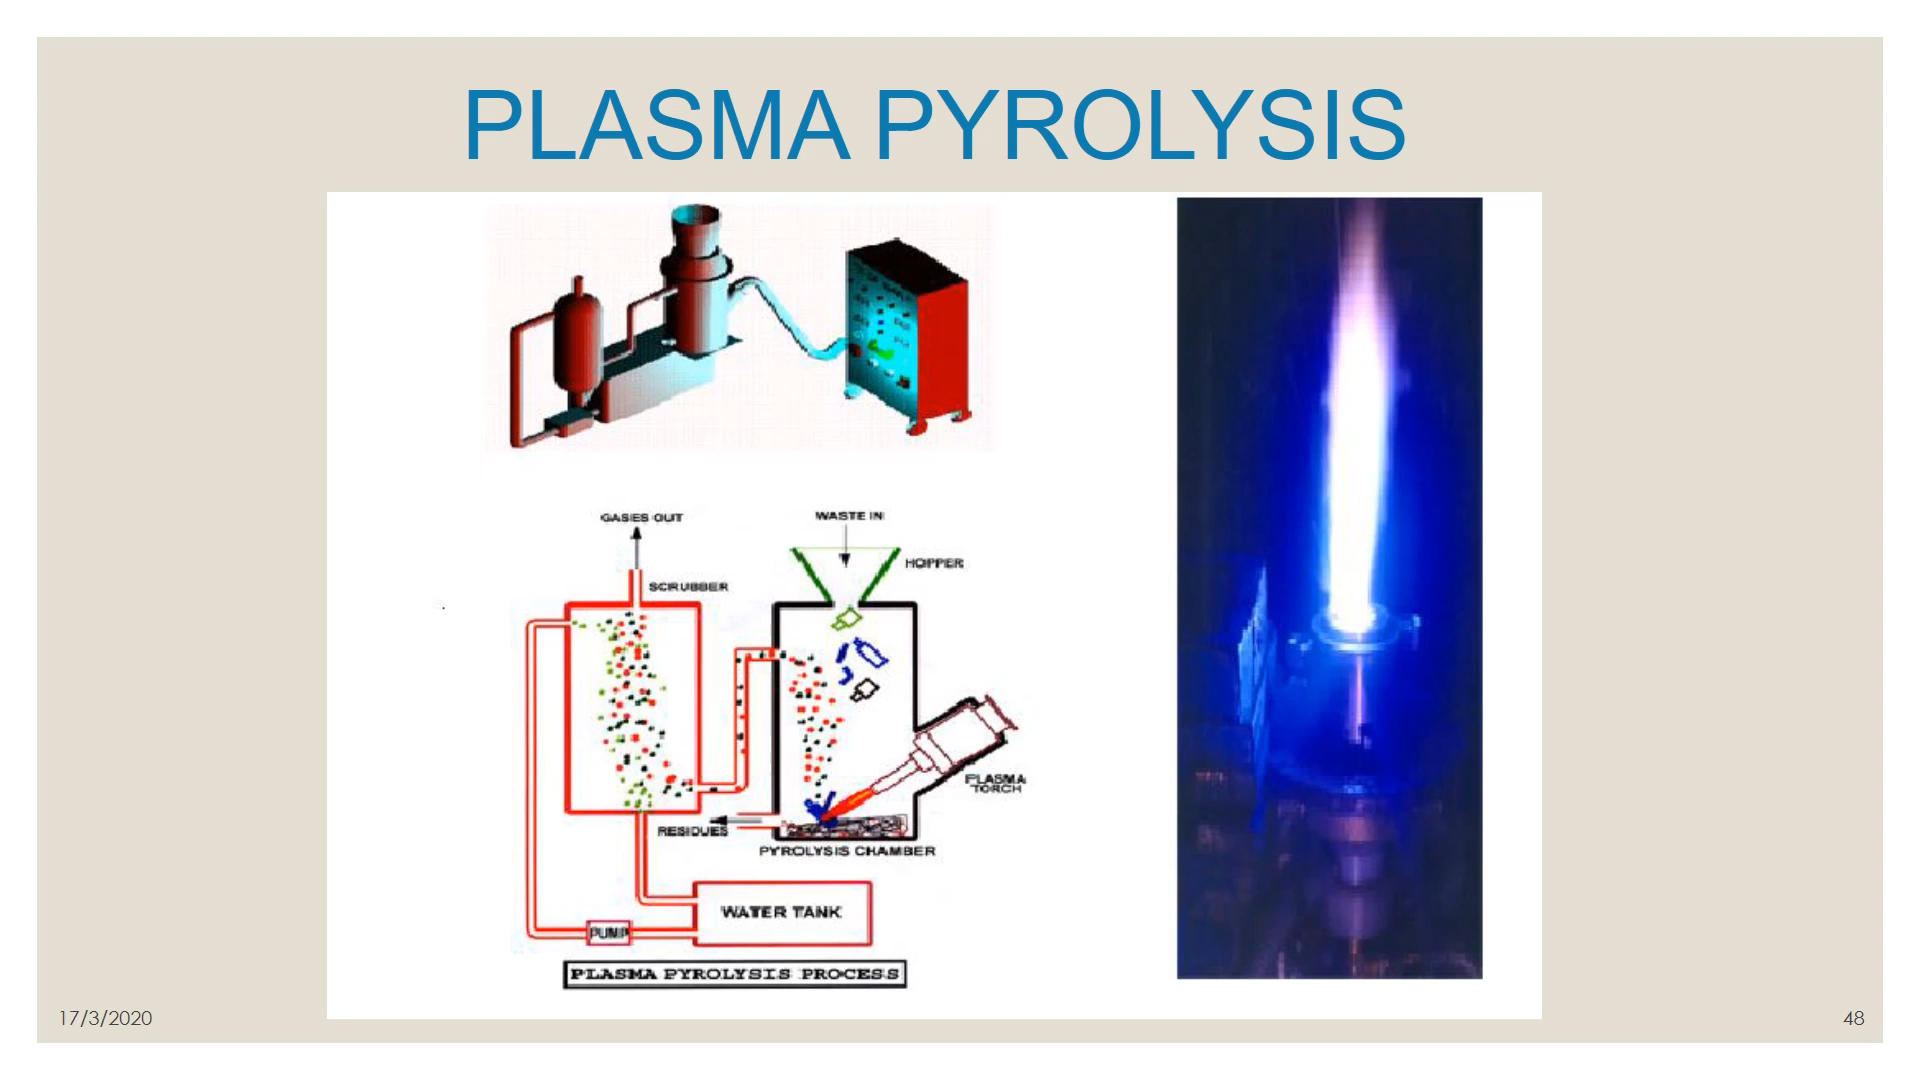 PLASMA PYROLYSIS
GASES OUT
WASTE IN
HOPPER
SCRUBBER
PLASMA
TORCH
RESIDUES
PYROLYSIS CHAMBER
WATER TANK
PUMP
PLASMA PYROLYSIS PROCESS
17/3/2020
48